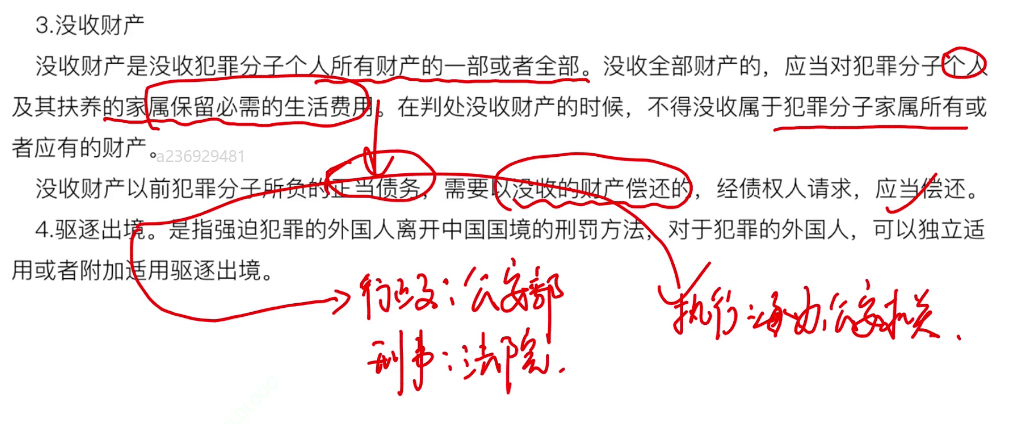 3.没收财产
没收财产是没收犯罪分子个人所有财产的一部或者全部。没收全部财产的，应当对犯罪分子个人
及其扶养的家属保留必需的生活费用。在判处没收财产的时候，不得没收属于犯罪分子家属所有或
者应有的财产。
a236929481
没收财产以前犯罪分子所负的正当债务，需要以没收的财产偿还的，经债权人请求，应当偿还。
4.驱逐出境。是指强迫犯罪的外国人离开中国国境的刑罚方法，对于犯罪的外国人，可以独立适
用或者附加适用驱逐出境。
行政：公安部
刑事：法院.
执行：承办公安机关.